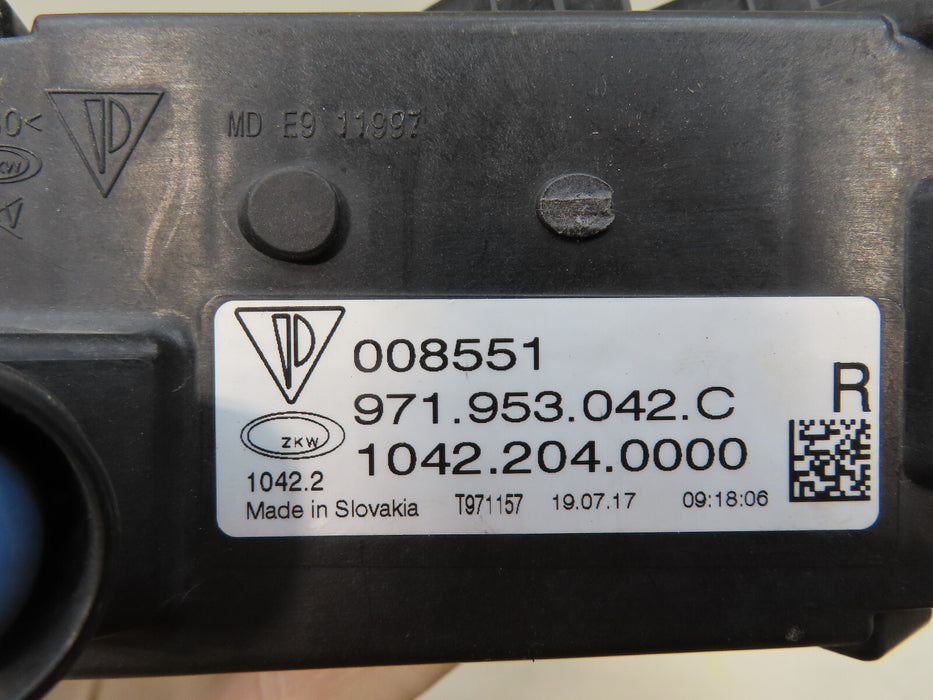 MD E9 11997
008551
971.953.042.C
R
ZKW
1042.204.0000
1042.2
Made in Slovakia T971157 19.07.17 09:18:06